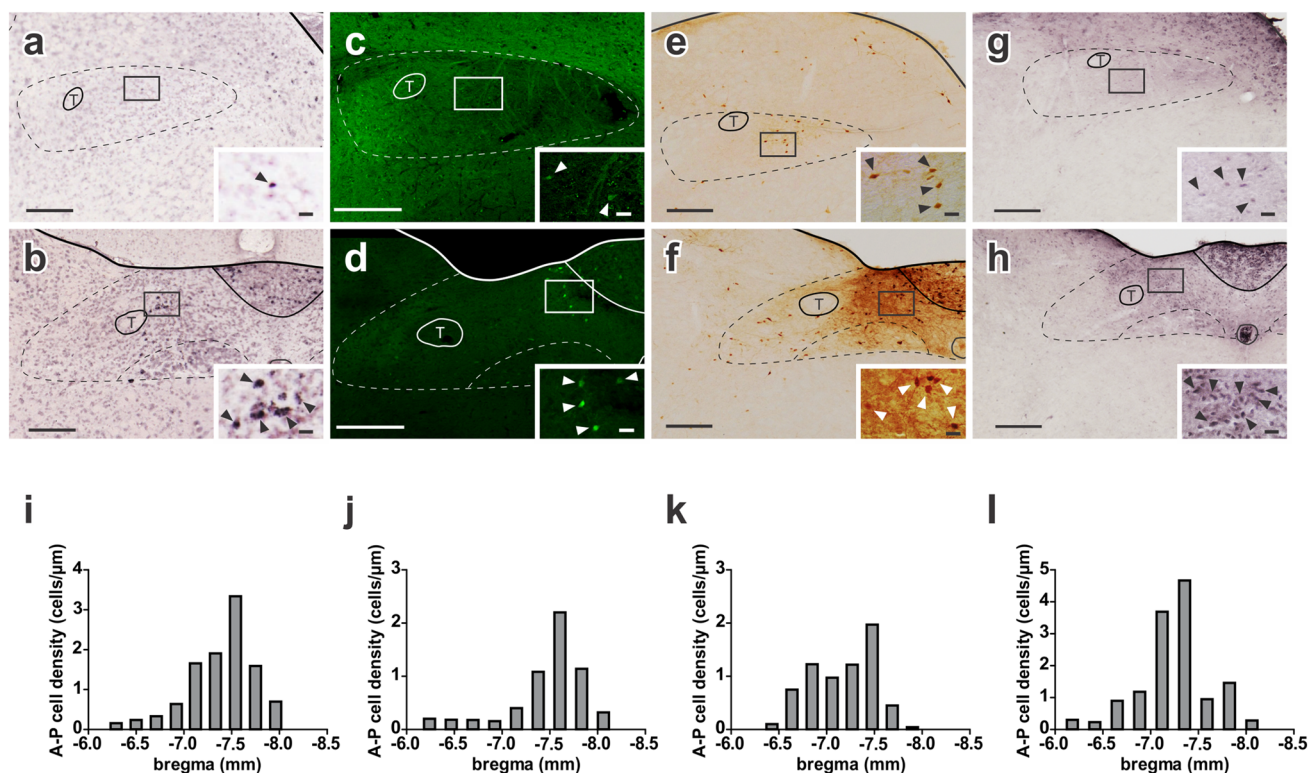 a
c
e
g
T
T
T
T
b
d
f
h
T
T
T
T
i
j
k
l
A-P cell density (cells/µm)
4
3
2
1
0
-6.0 -6.5 -7.0 -7.5 -8.0 -8.5
bregma (mm)
A-P cell density (cells/µm)
3
2
1
0
-6.0 -6.5 -7.0 -7.5 -8.0 -8.5
bregma (mm)
A-P cell density (cells/µm)
3
2
1
0
-6.0 -6.5 -7.0 -7.5 -8.0 -8.5
bregma (mm)
A-P cell density (cells/µm)
5
4
3
2
1
0
-6.0 -6.5 -7.0 -7.5 -8.0 -8.5
bregma (mm)